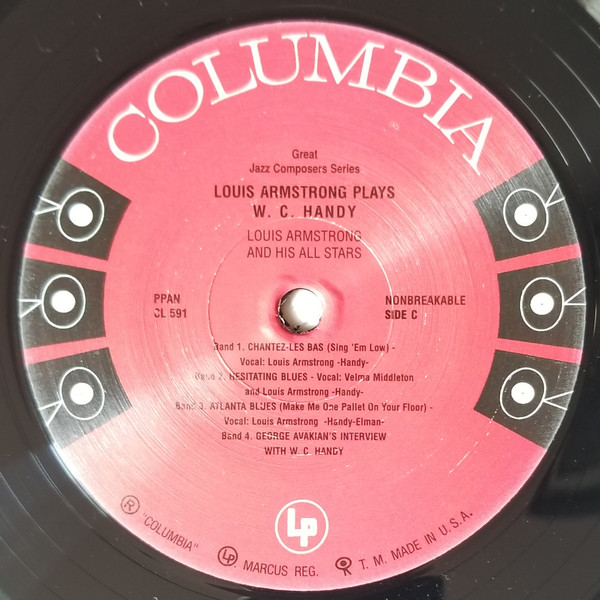 COLUMBIA
Great
Jazz Composers Series
LOUIS ARMSTRONG PLAYS
W. C. HANDY
LOUIS ARMSTRONG
AND HIS ALL STARS
PPAN
CL 591
NONBREAKABLE
SIDE C
Band 1. CHANTEZ-LES BAS (Sing 'Em Low) -
Vocal: Louis Armstrong -Handy-
Band 2. HESITATING BLUES - Vocal: Velma Middleton
and Louis Armstrong -Handy-
Band 3. ATLANTA BLUES (Make Me One Pallet On Your Floor) -
Vocal: Louis Armstrong -Handy-Elman-
Band 4. GEORGE AVAKIAN'S INTERVIEW
WITH W. C. HANDY
LP
® "COLUMBIA" LP. MARCUS REG. ® T. M. MADE IN U.S.A.